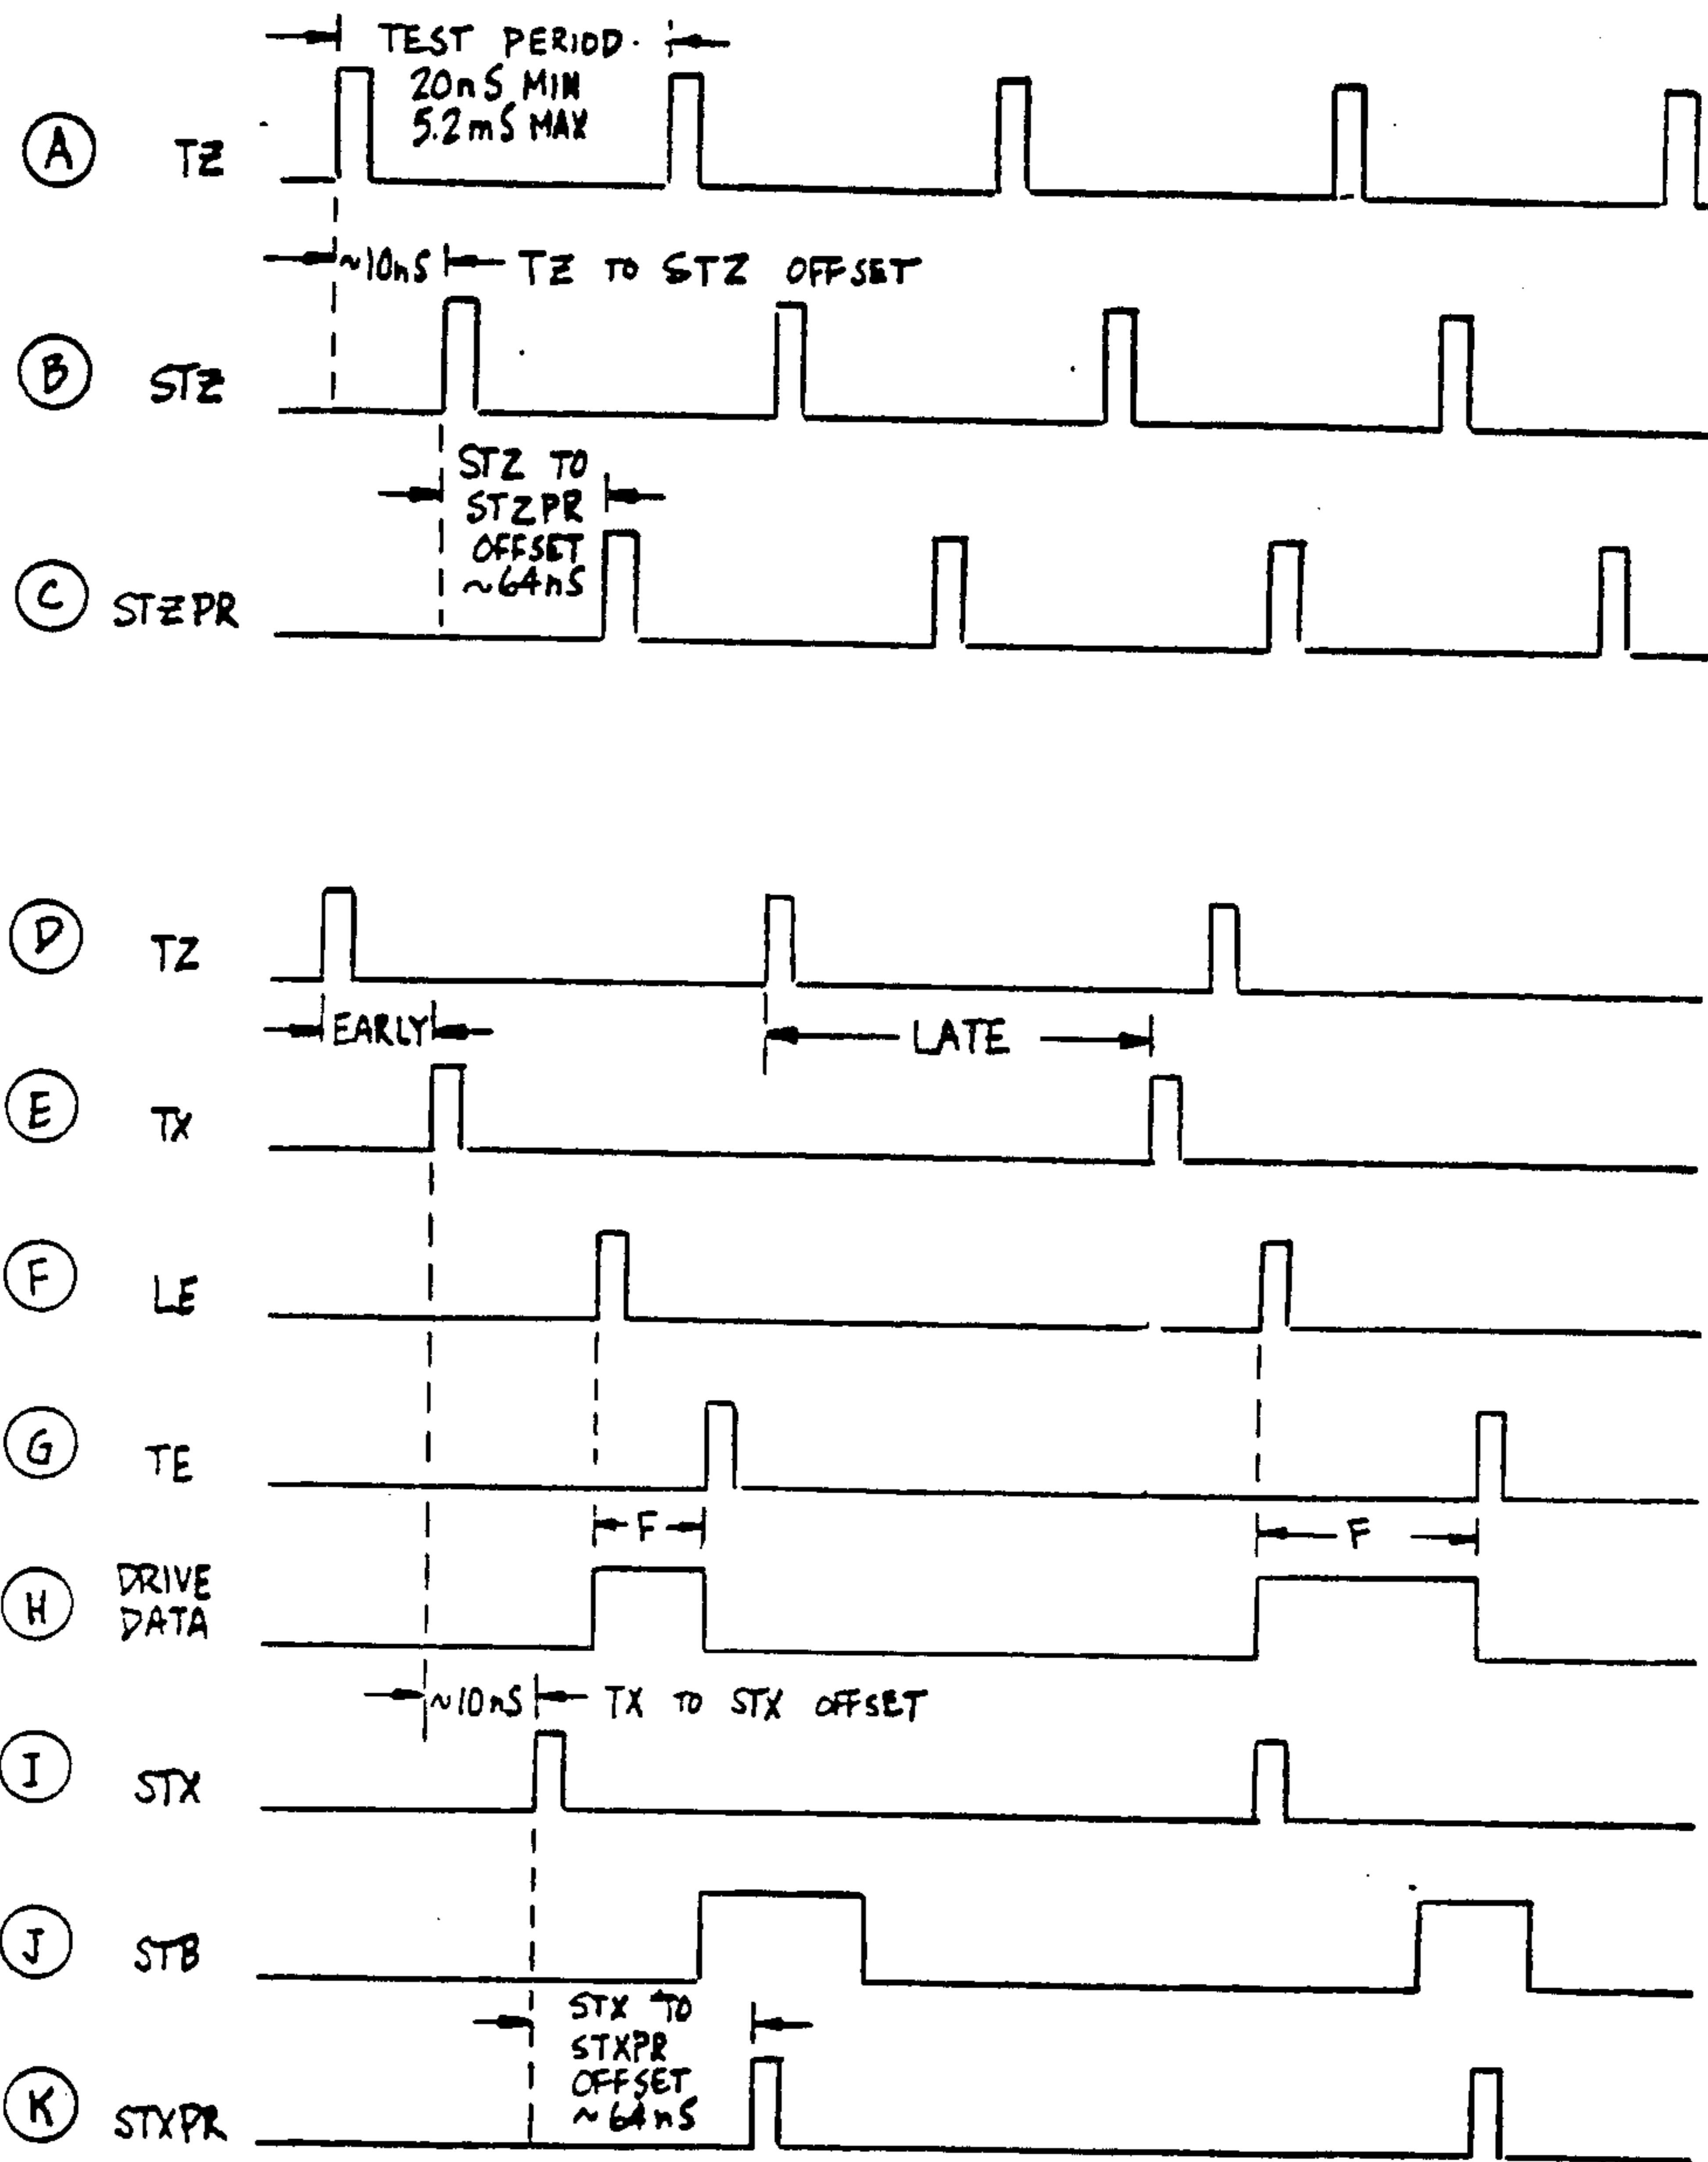 TEST PERIOD
20nS MIN
5.2mS MAX
A TZ
~10nS TZ TO STZ OFFSET
B STZ
STZ TO
STZPR
OFFSET
~64nS
C STZPR
D TZ
EARLY LATE
E TX
F LE
G TE
F F
H DRIVE
DATA
~10nS TX TO STX OFFSET
I STX
J STB
STX TO
STXPR
OFFSET
~64nS
K STXPR